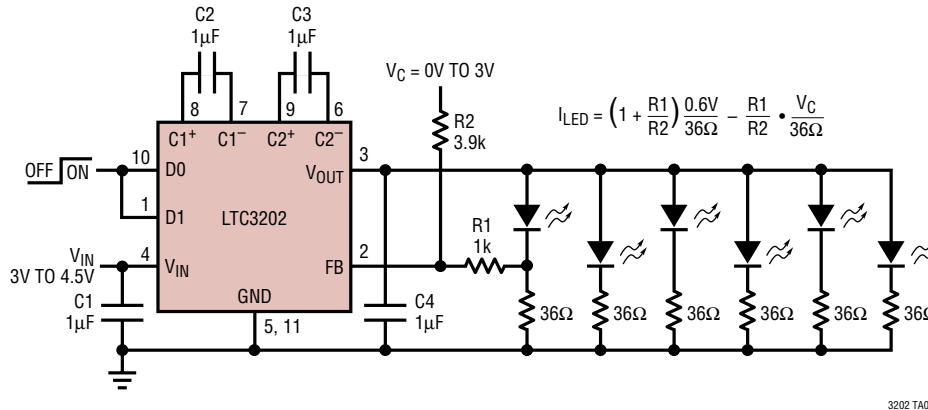 C2
1µF
C3
1µF
V_C = 0V TO 3V
I_LED = (1 + R1/R2) 0.6V/36Ω – R1/R2 • V_C/36Ω
8
7
9
6
C1+
C1–
C2+
C2–
R2
3.9k
OFF
ON
10
D0
V_OUT
3
1
D1
LTC3202
R1
1k
V_IN
3V TO 4.5V
4
V_IN
FB
2
C1
1µF
GND
5, 11
C4
1µF
36Ω
36Ω
36Ω
36Ω
36Ω
36Ω
3202 TA0